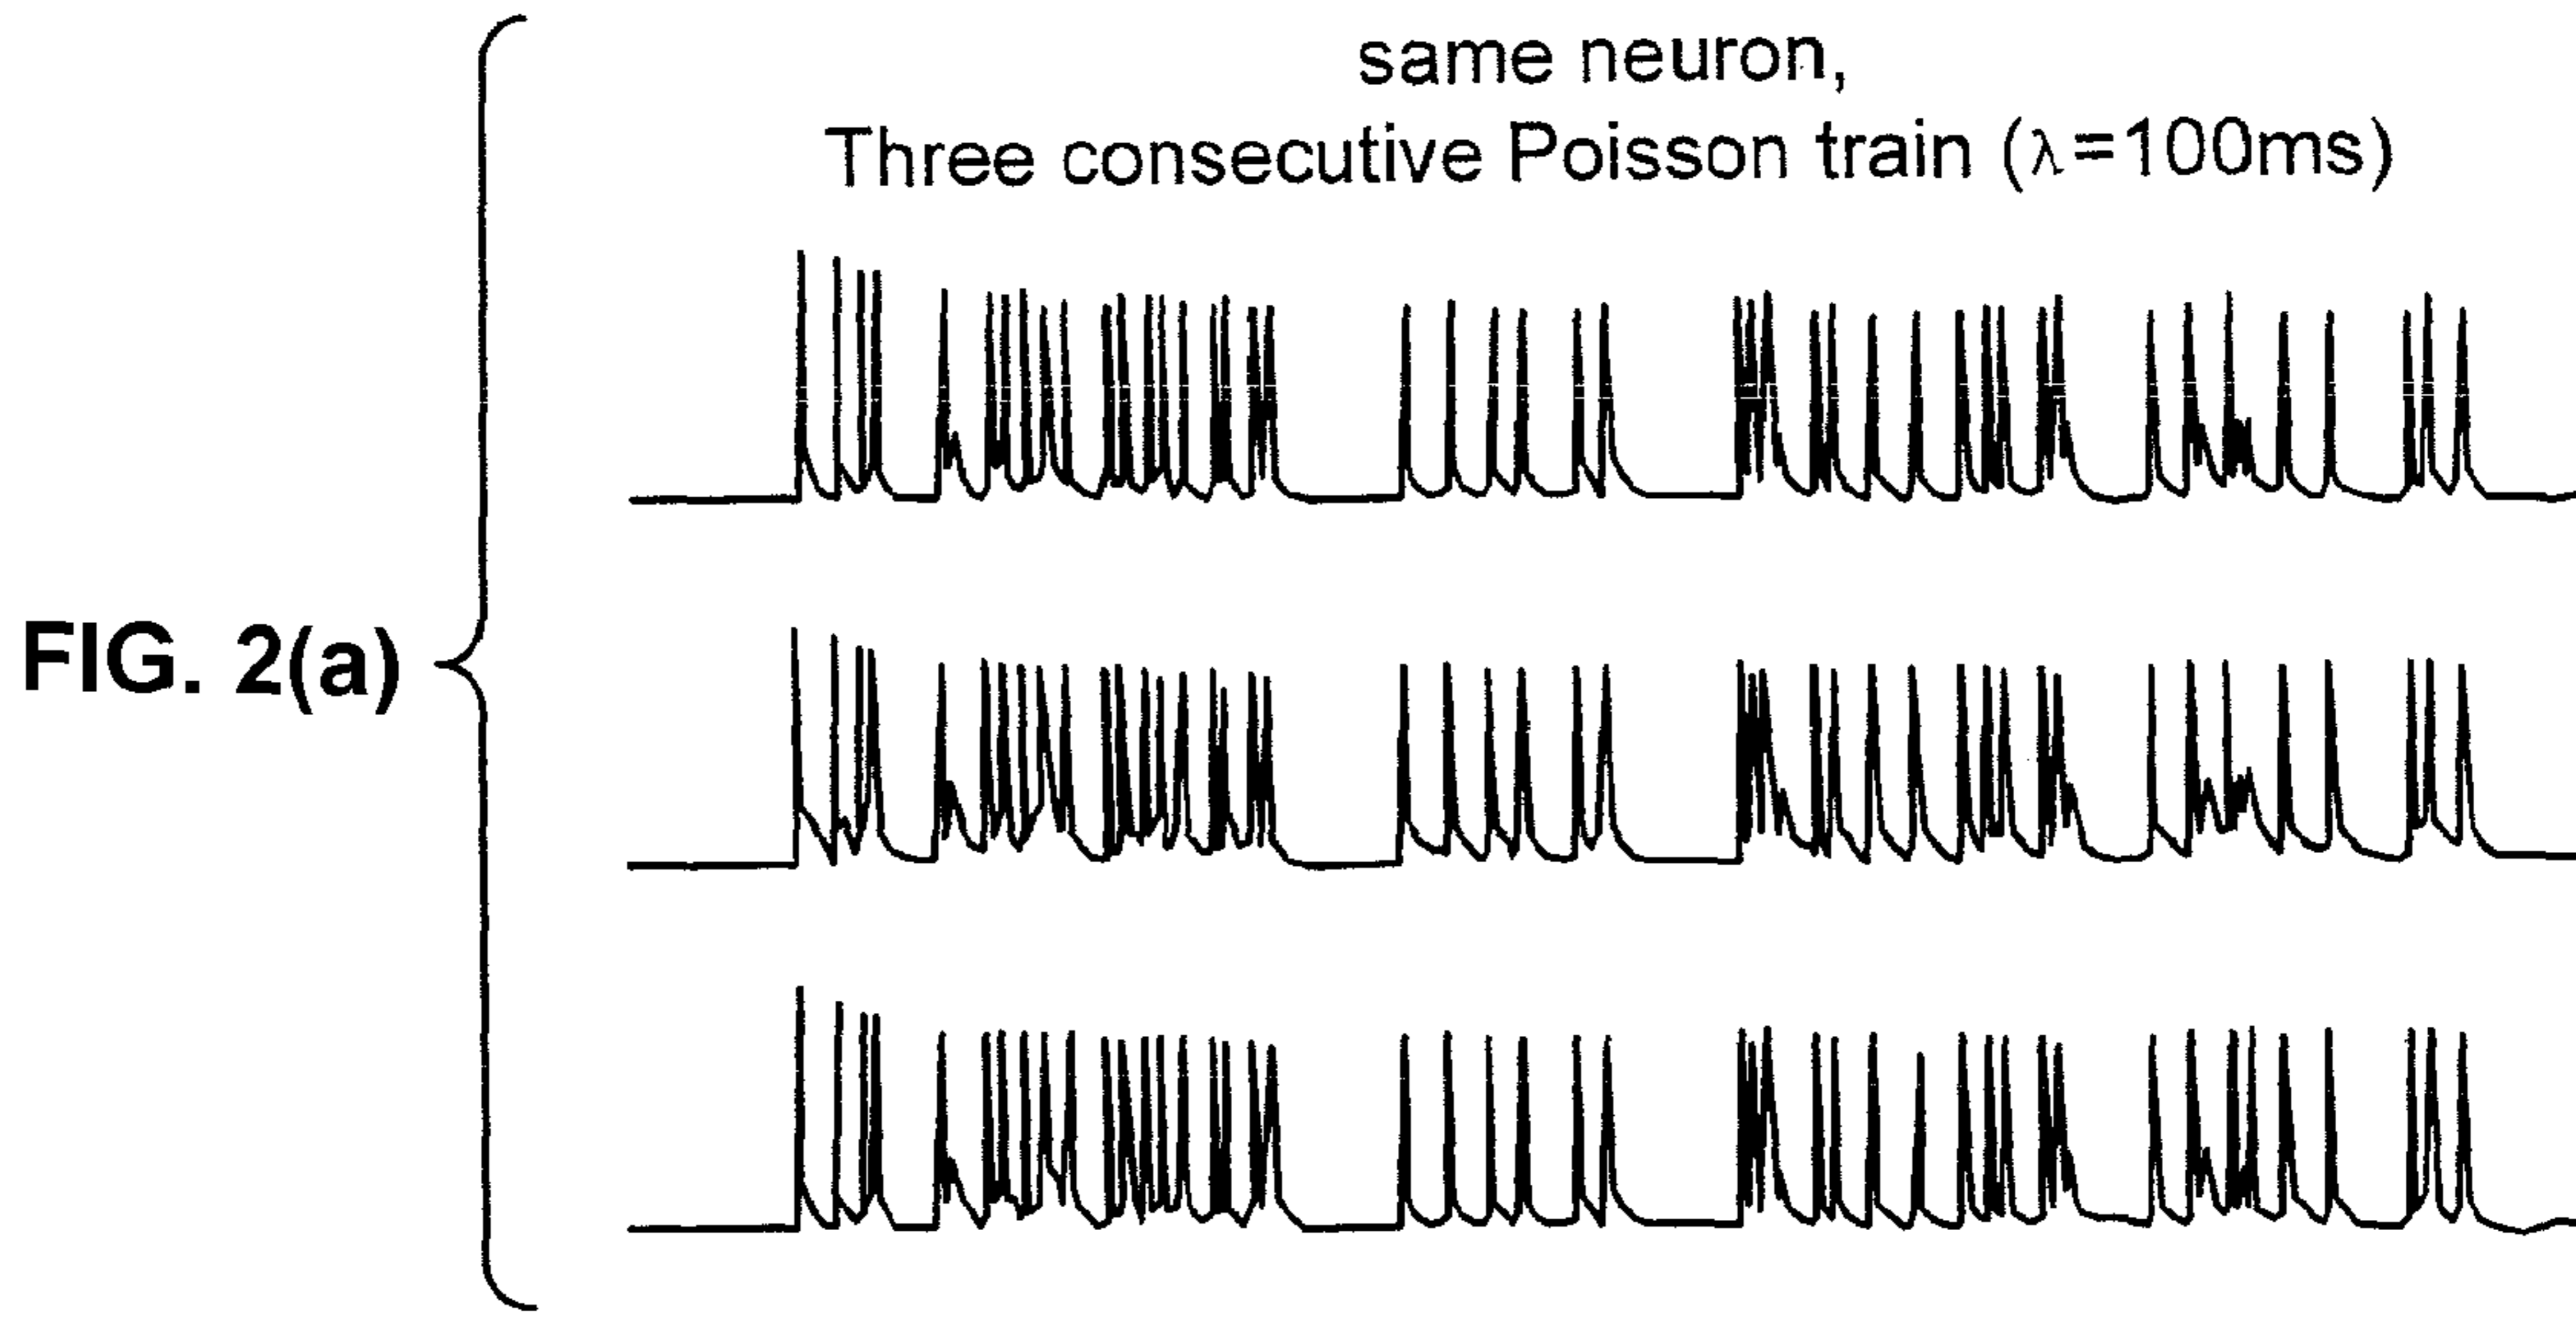 same neuron,
Three consecutive Poisson train (λ=100ms)
FIG. 2(a)